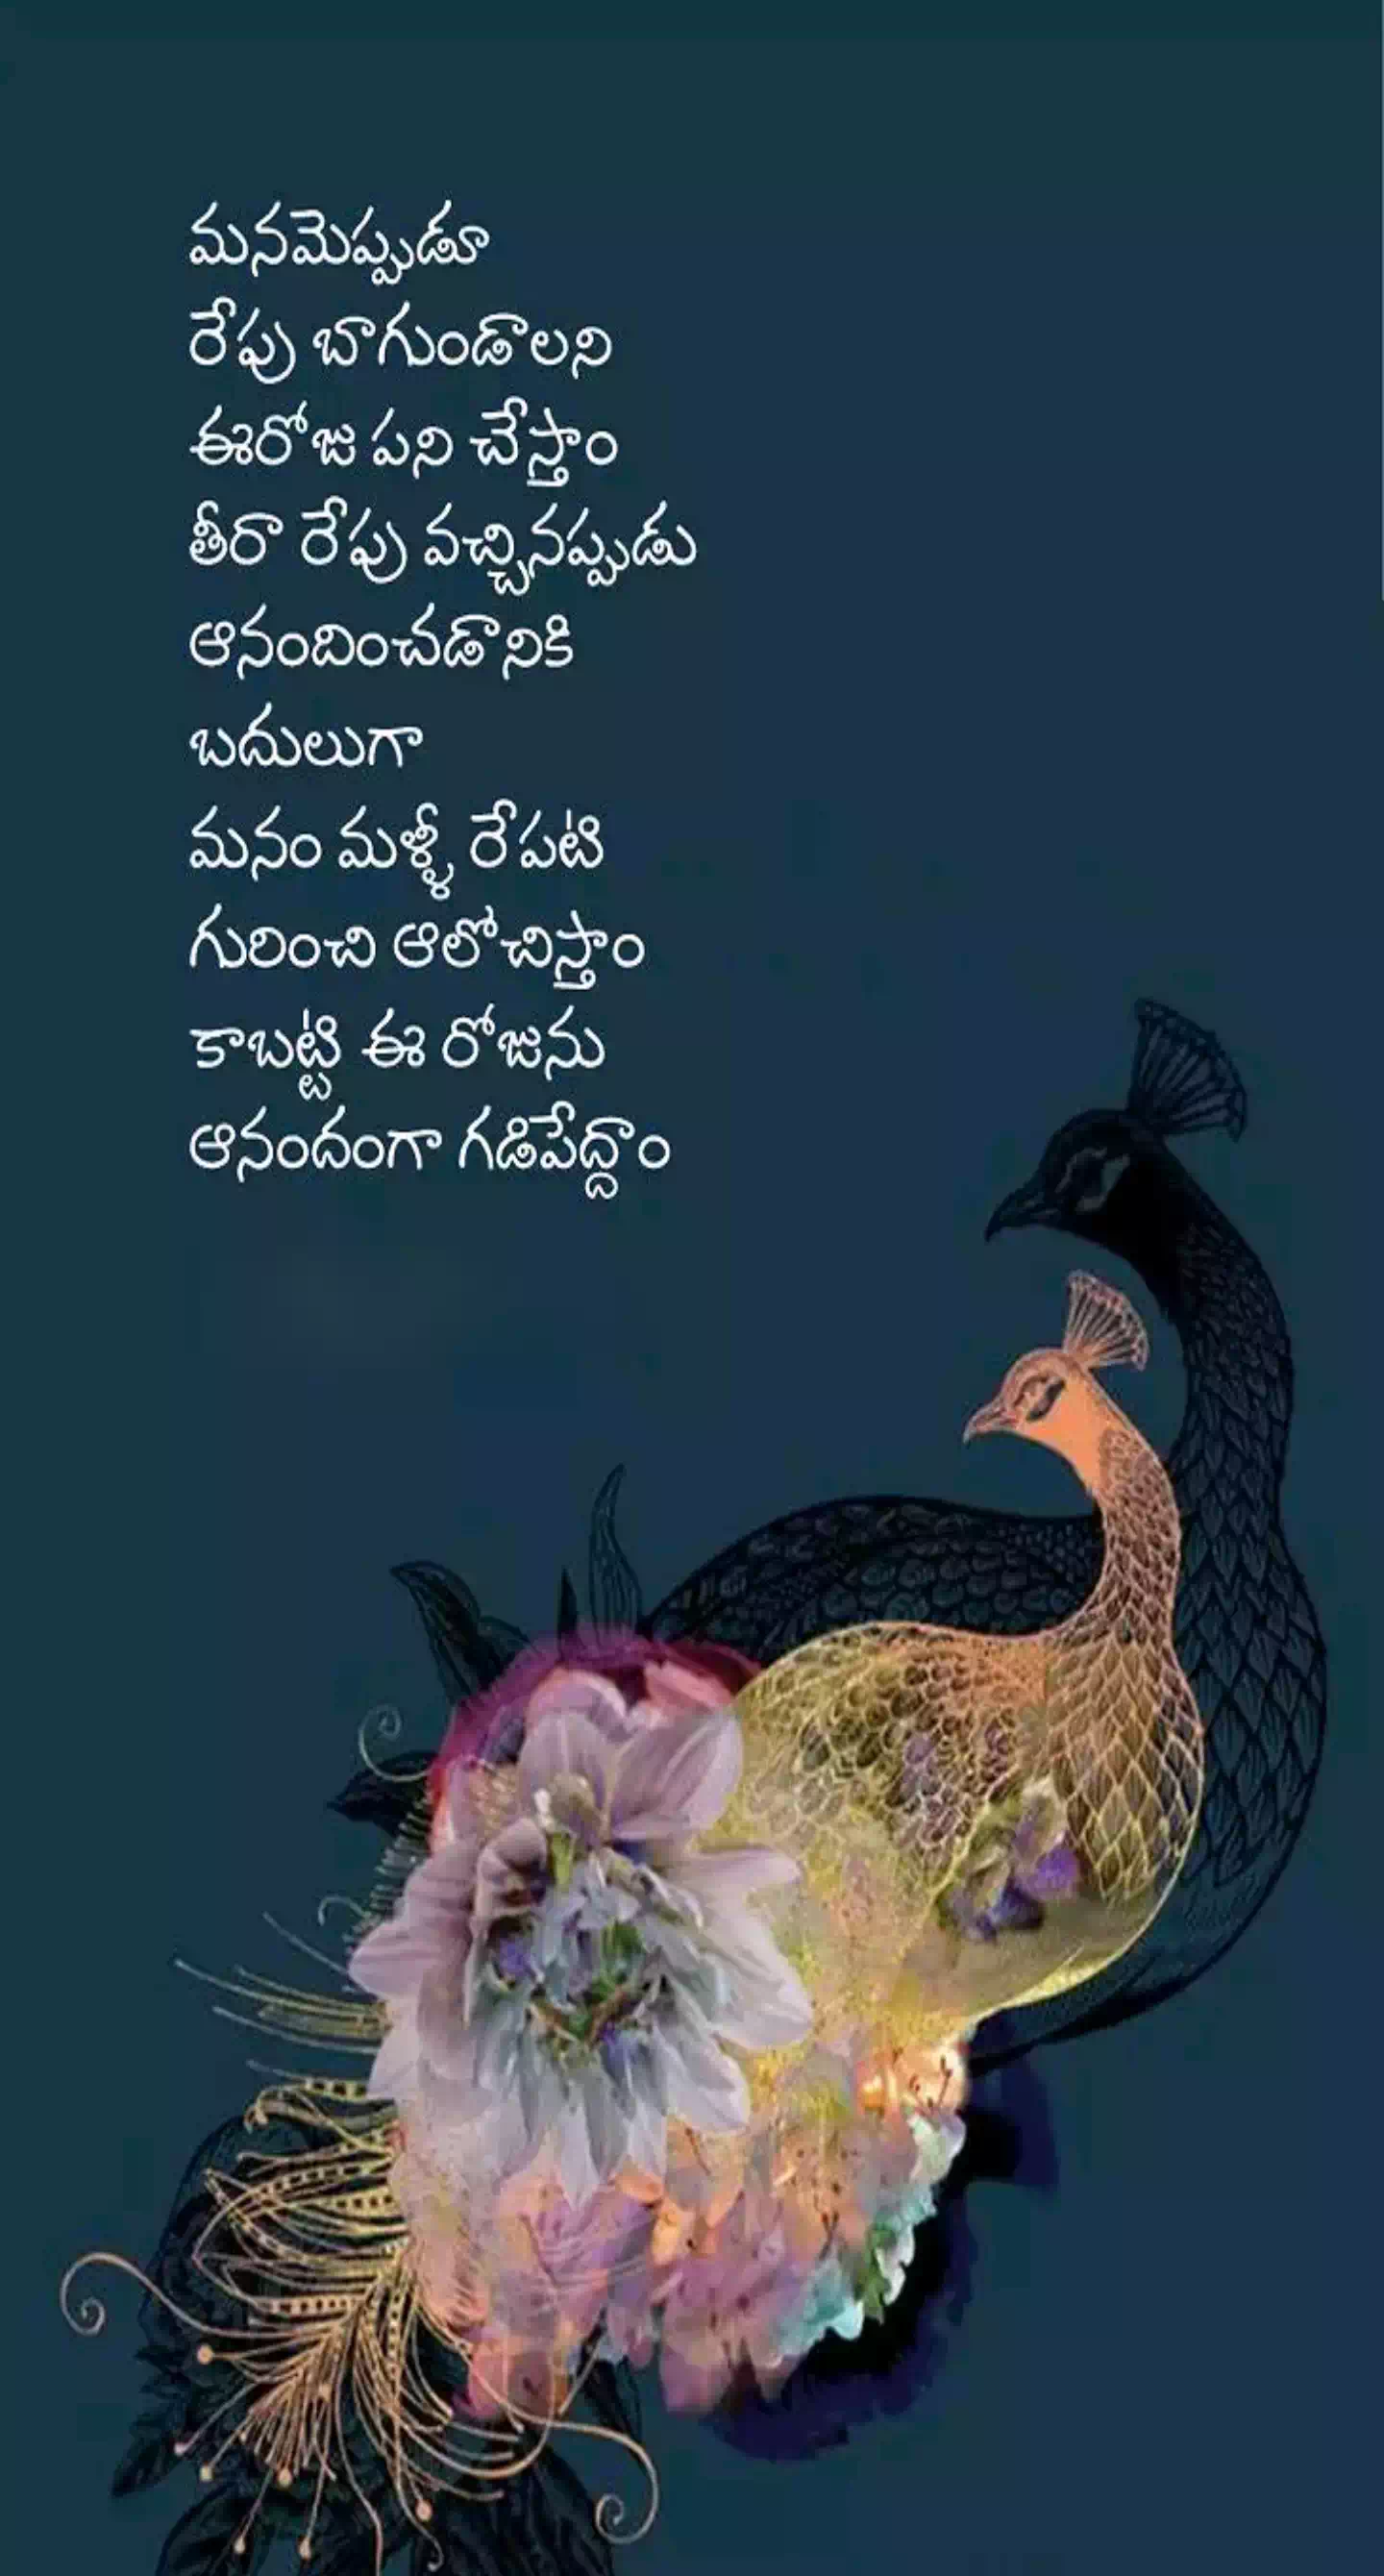 మనమెప్పుడూ
రేపు బాగుండాలని
ఈరోజు పని చేస్తాం
తీరా రేపు వచ్చినప్పుడు
ఆనందించడానికి
బదులుగా
మనం మళ్ళీ రేపటి
గురించి ఆలోచిస్తాం
కాబట్టి ఈ రోజును
ఆనందంగా గడిపేద్దాం